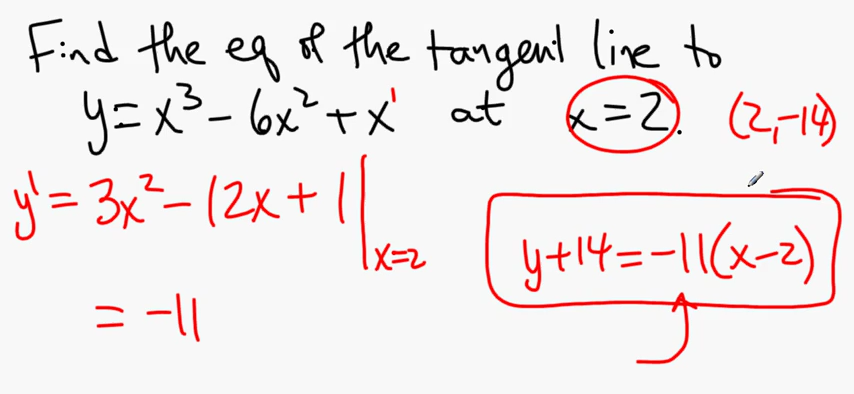 Find the eq of the tangent line to
y = x³ - 6x² + x¹ at x = 2. (2, -14)
y' = 3x² - 12x + 1 |x=2
y + 14 = -11(x - 2)
= -11